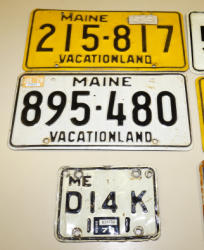 MAINE
215-817
VACATIONLAND
MAINE
895-480
VACATIONLAND
ME
D14 K